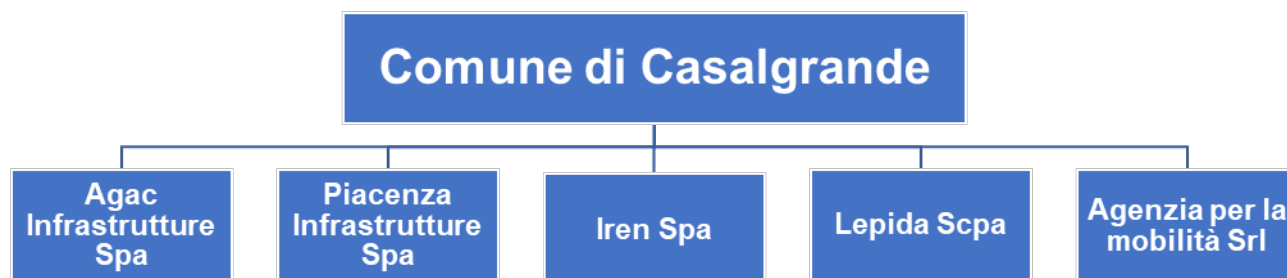 Comune di Casalgrande
Agac
Infrastrutture
Spa
Piacenza
Infrastrutture
Spa
Iren Spa
Lepida Scpa
Agenzia per la
mobilità Srl